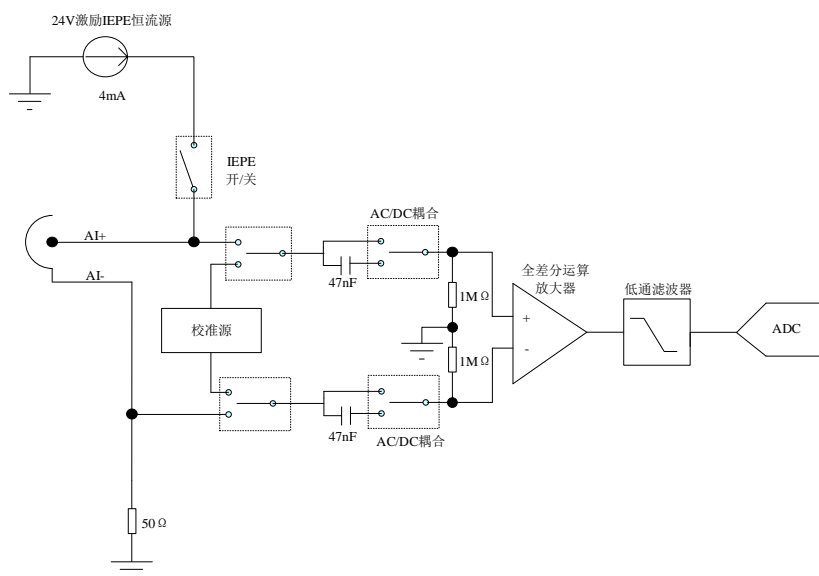 24V激励IEPE恒流源
4mA
IEPE
开/关
AI+
AI-
AC/DC耦合
47nF
1MΩ
全差分运算
放大器
低通滤波器
+
-
ADC
校准源
1MΩ
47nF
AC/DC耦合
50Ω